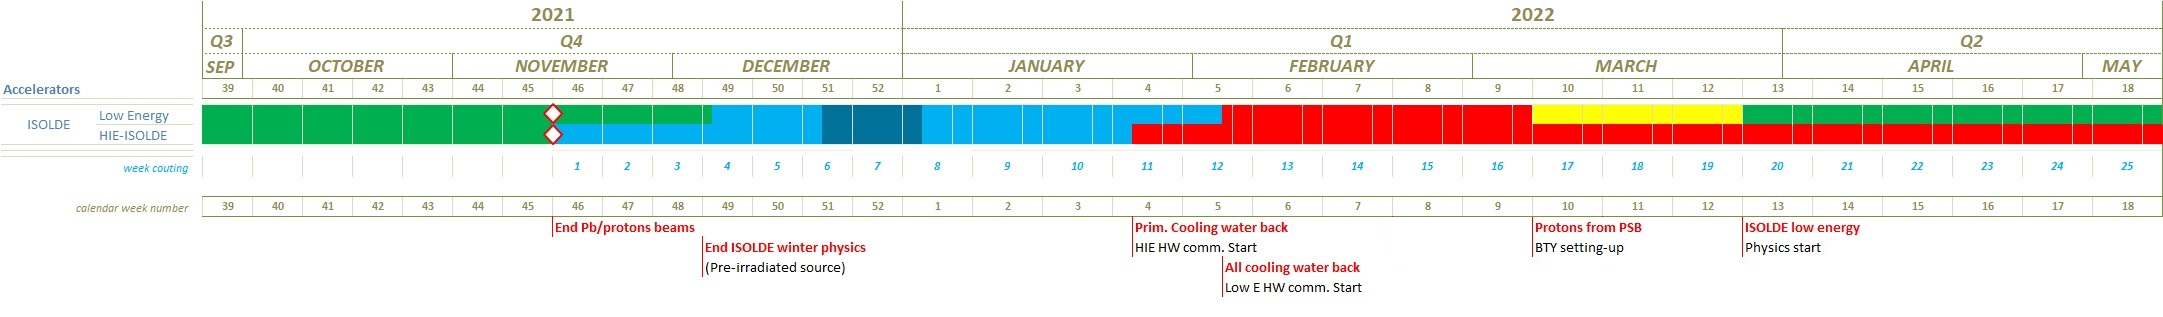 2021 2022
Q3 Q4 Q1 Q2
SEP OCTOBER NOVEMBER DECEMBER JANUARY FEBRUARY MARCH APRIL MAY
Accelerators 39 40 41 42 43 44 45 46 47 48 49 50 51 52 1 2 3 4 5 6 7 8 9 10 11 12 13 14 15 16 17 18
ISOLDE Low Energy
HIE-ISOLDE
week couting 1 2 3 4 5 6 7 8 9 10 11 12 13 14 15 16 17 18 19 20 21 22 23 24 25
calendar week number 39 40 41 42 43 44 45 46 47 48 49 50 51 52 1 2 3 4 5 6 7 8 9 10 11 12 13 14 15 16 17 18
End Pb/protons beams Prim. Cooling water back Protons from PSB ISOLDE low energy
End ISOLDE winter physics HIE HW comm. Start BTY setting-up Physics start
(Pre-irradiated source) All cooling water back
Low E HW comm. Start